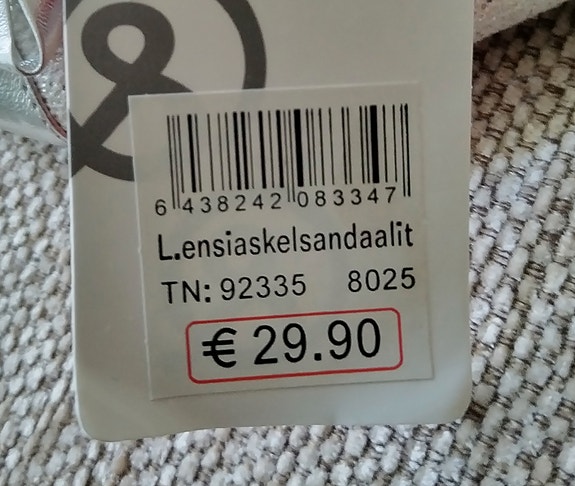 &
6 438242 083347
L.ensiaskelsandaalit
TN: 92335 8025
€ 29.90